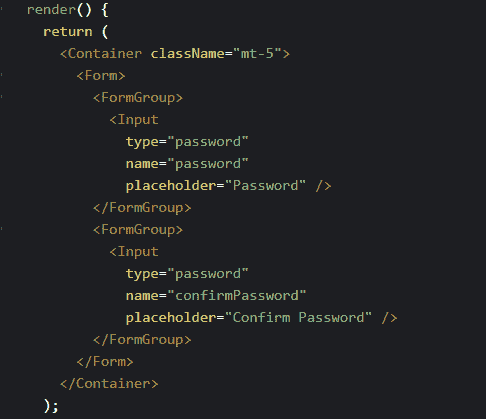 render() {
return (
<Container className="mt-5">
<Form>
<FormGroup>
<Input
type="password"
name="password"
placeholder="Password" />
</FormGroup>
<FormGroup>
<Input
type="password"
name="confirmPassword"
placeholder="Confirm Password" />
</FormGroup>
</Form>
</Container>
);